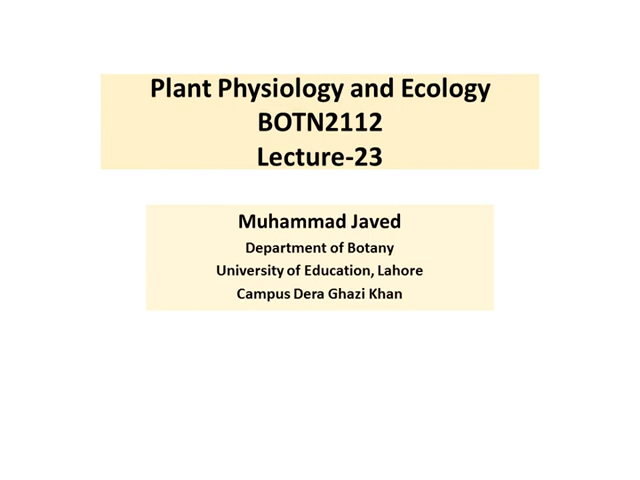 Plant Physiology and Ecology
BOTN2112
Lecture-23
Muhammad Javed
Department of Botany
University of Education, Lahore
Campus Dera Ghazi Khan